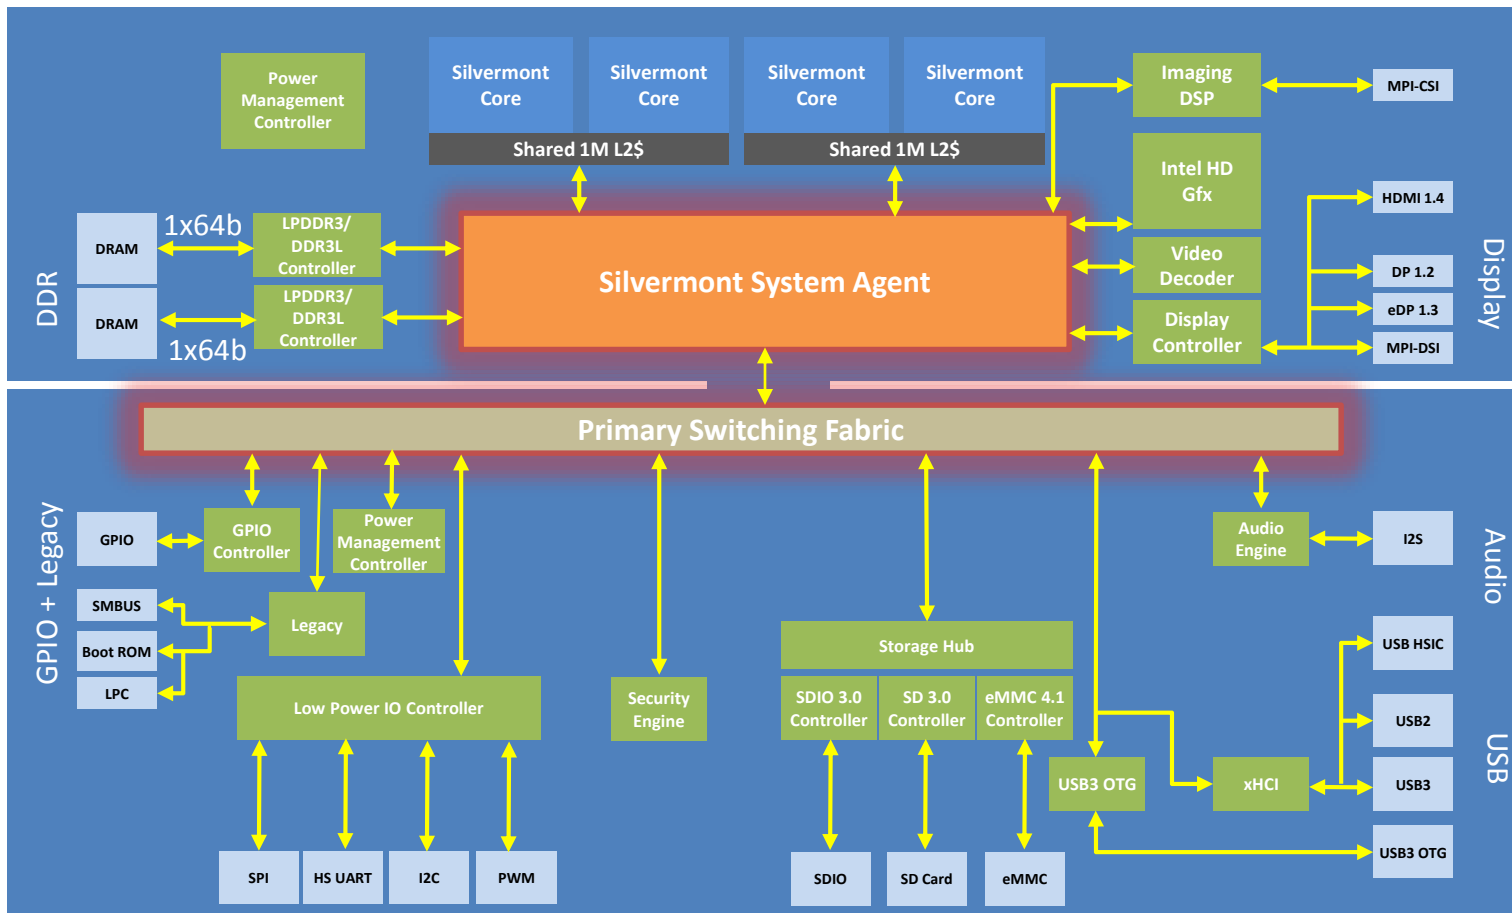 Power
Management
Controller
Silvermont
Core
Silvermont
Core
Shared 1M L2$
Silvermont
Core
Silvermont
Core
Shared 1M L2$
Imaging
DSP
MPI-CSI
Intel HD
Gfx
HDMI 1.4
Video
Decoder
DP 1.2
eDP 1.3
Display
Controller
MPI-DSI
Display
DDR
DRAM
1x64b
LPDDR3/
DDR3L
Controller
DRAM
1x64b
LPDDR3/
DDR3L
Controller
Silvermont System Agent
Primary Switching Fabric
GPIO + Legacy
GPIO
GPIO
Controller
Power
Management
Controller
SMBUS
Boot ROM
LPC
Legacy
Low Power IO Controller
SPI
HS UART
I2C
PWM
Security
Engine
Storage Hub
SDIO 3.0
Controller
SD 3.0
Controller
eMMC 4.1
Controller
SDIO
SD Card
eMMC
Audio
Engine
I2S
Audio
USB3 OTG
xHCI
USB HSIC
USB2
USB3
USB3 OTG
USB